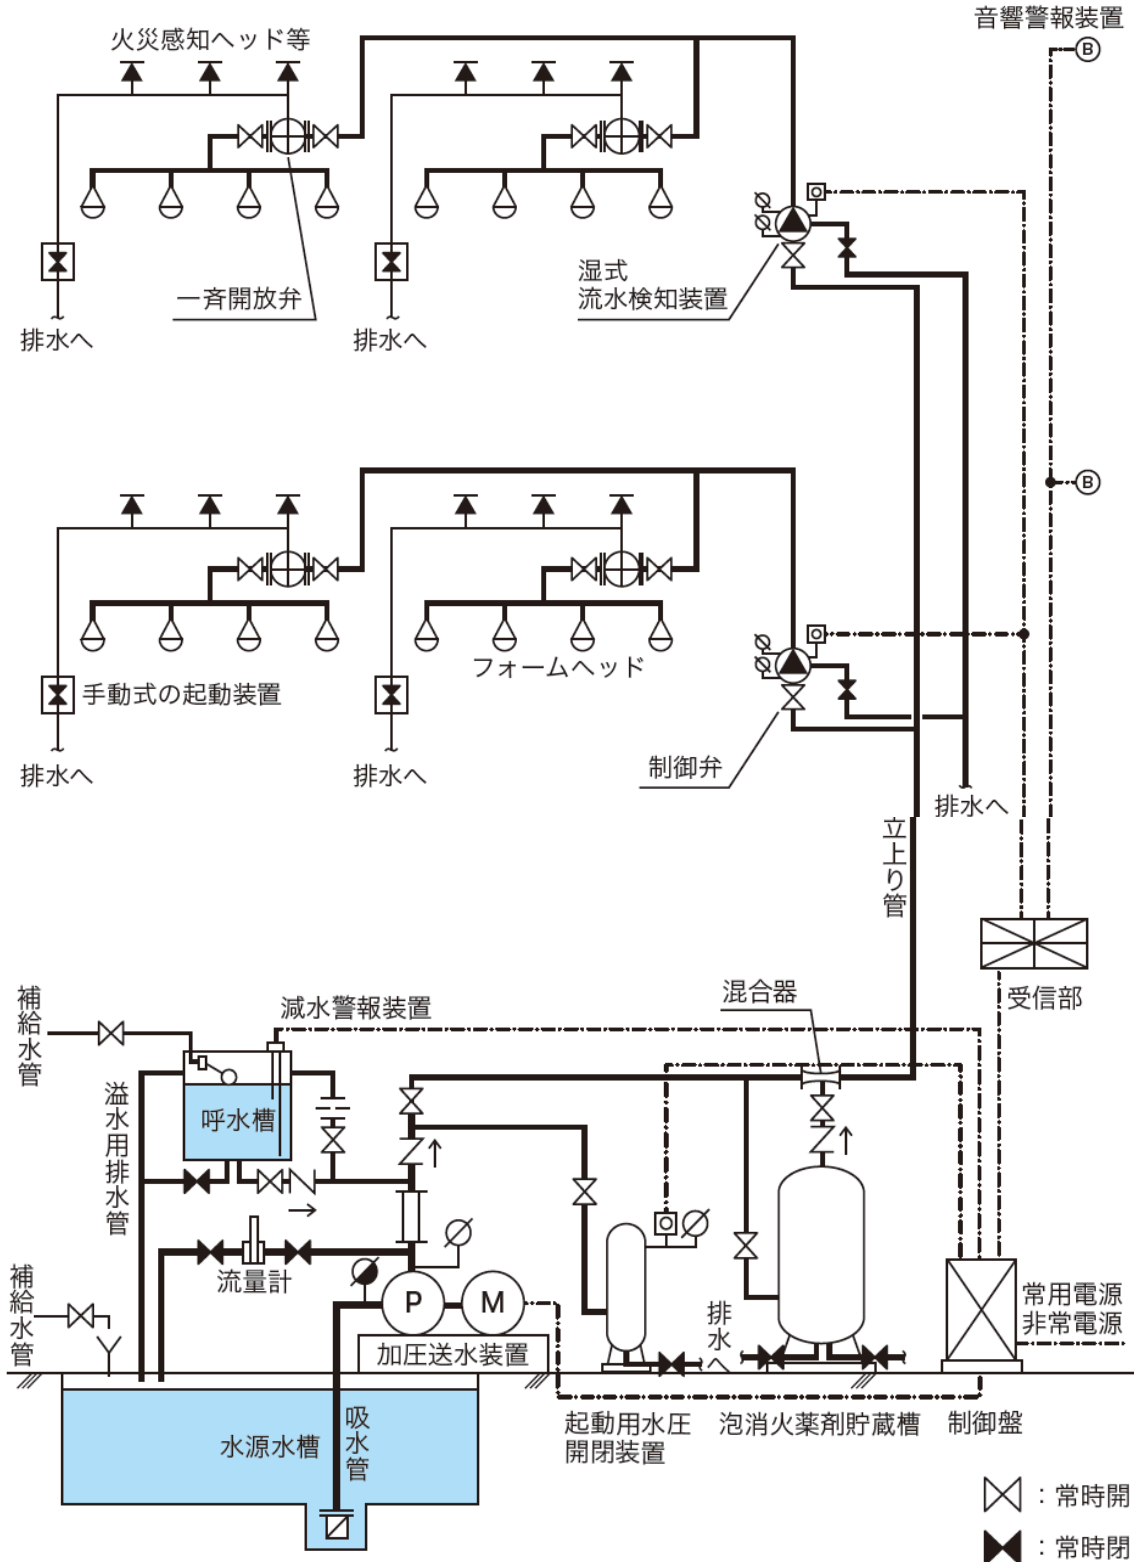 音響警報装置
火災感知ヘッド等
B
一斉開放弁
湿式
流水検知装置
排水へ
排水へ
B
フォームヘッド
手動式の起動装置
制御弁
排水へ
排水へ
排水へ
立上り管
受信部
混合器
減水警報装置
補給水管
溢水用排水管
呼水槽
流量計
補給水管
P
M
加圧送水装置
排水へ
常用電源
非常電源
水源水槽
吸水管
起動用水圧
開閉装置
泡消火薬剤貯蔵槽
制御盤
：常時開
：常時閉